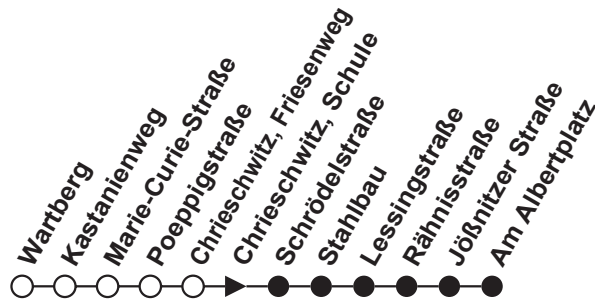 Wartberg
Kastanienweg
Marie-Curie-Straße
Poeppigstraße
Chrieschwitz, Friesenweg
Chrieschwitz, Schule
Schrödelstraße
Stahlbau
Lessingstraße
Rähnisstraße
Jößnitzer Straße
Am Albertplatz